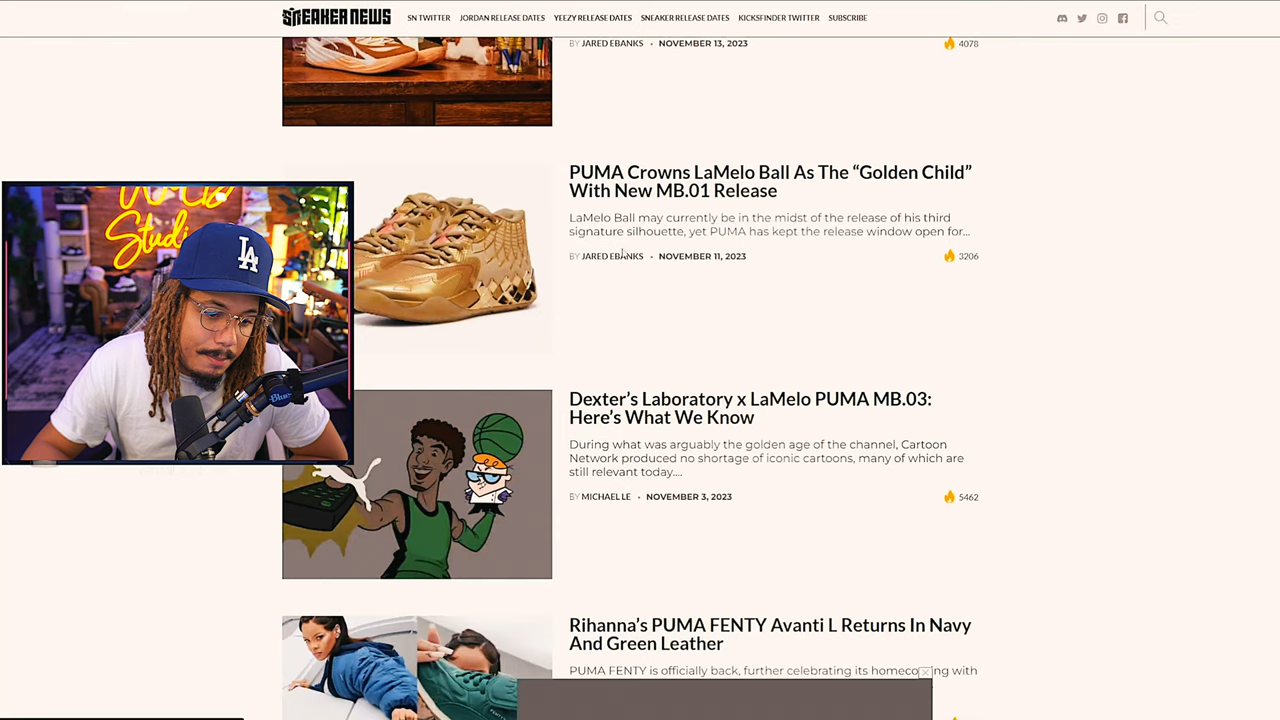 SNEAKER NEWS
SN TWITTER JORDAN RELEASE DATES YEEZY RELEASE DATES SNEAKER RELEASE DATES KICKSFINDER TWITTER SUBSCRIBE
BY JARED EBANKS • NOVEMBER 13, 2023 4078
PUMA Crowns LaMelo Ball As The “Golden Child”
With New MB.01 Release
LaMelo Ball may currently be in the midst of the release of his third
signature silhouette, yet PUMA has kept the release window open for...
BY JARED EBANKS • NOVEMBER 11, 2023 3206
Studi
LA
Blue
Dexter’s Laboratory x LaMelo PUMA MB.03:
Here’s What We Know
During what was arguably the golden age of the channel, Cartoon
Network produced no shortage of iconic cartoons, many of which are
still relevant today....
BY MICHAEL LE • NOVEMBER 3, 2023 5462
Rihanna’s PUMA FENTY Avanti L Returns In Navy
And Green Leather
PUMA FENTY is officially back, further celebrating its homecoming with